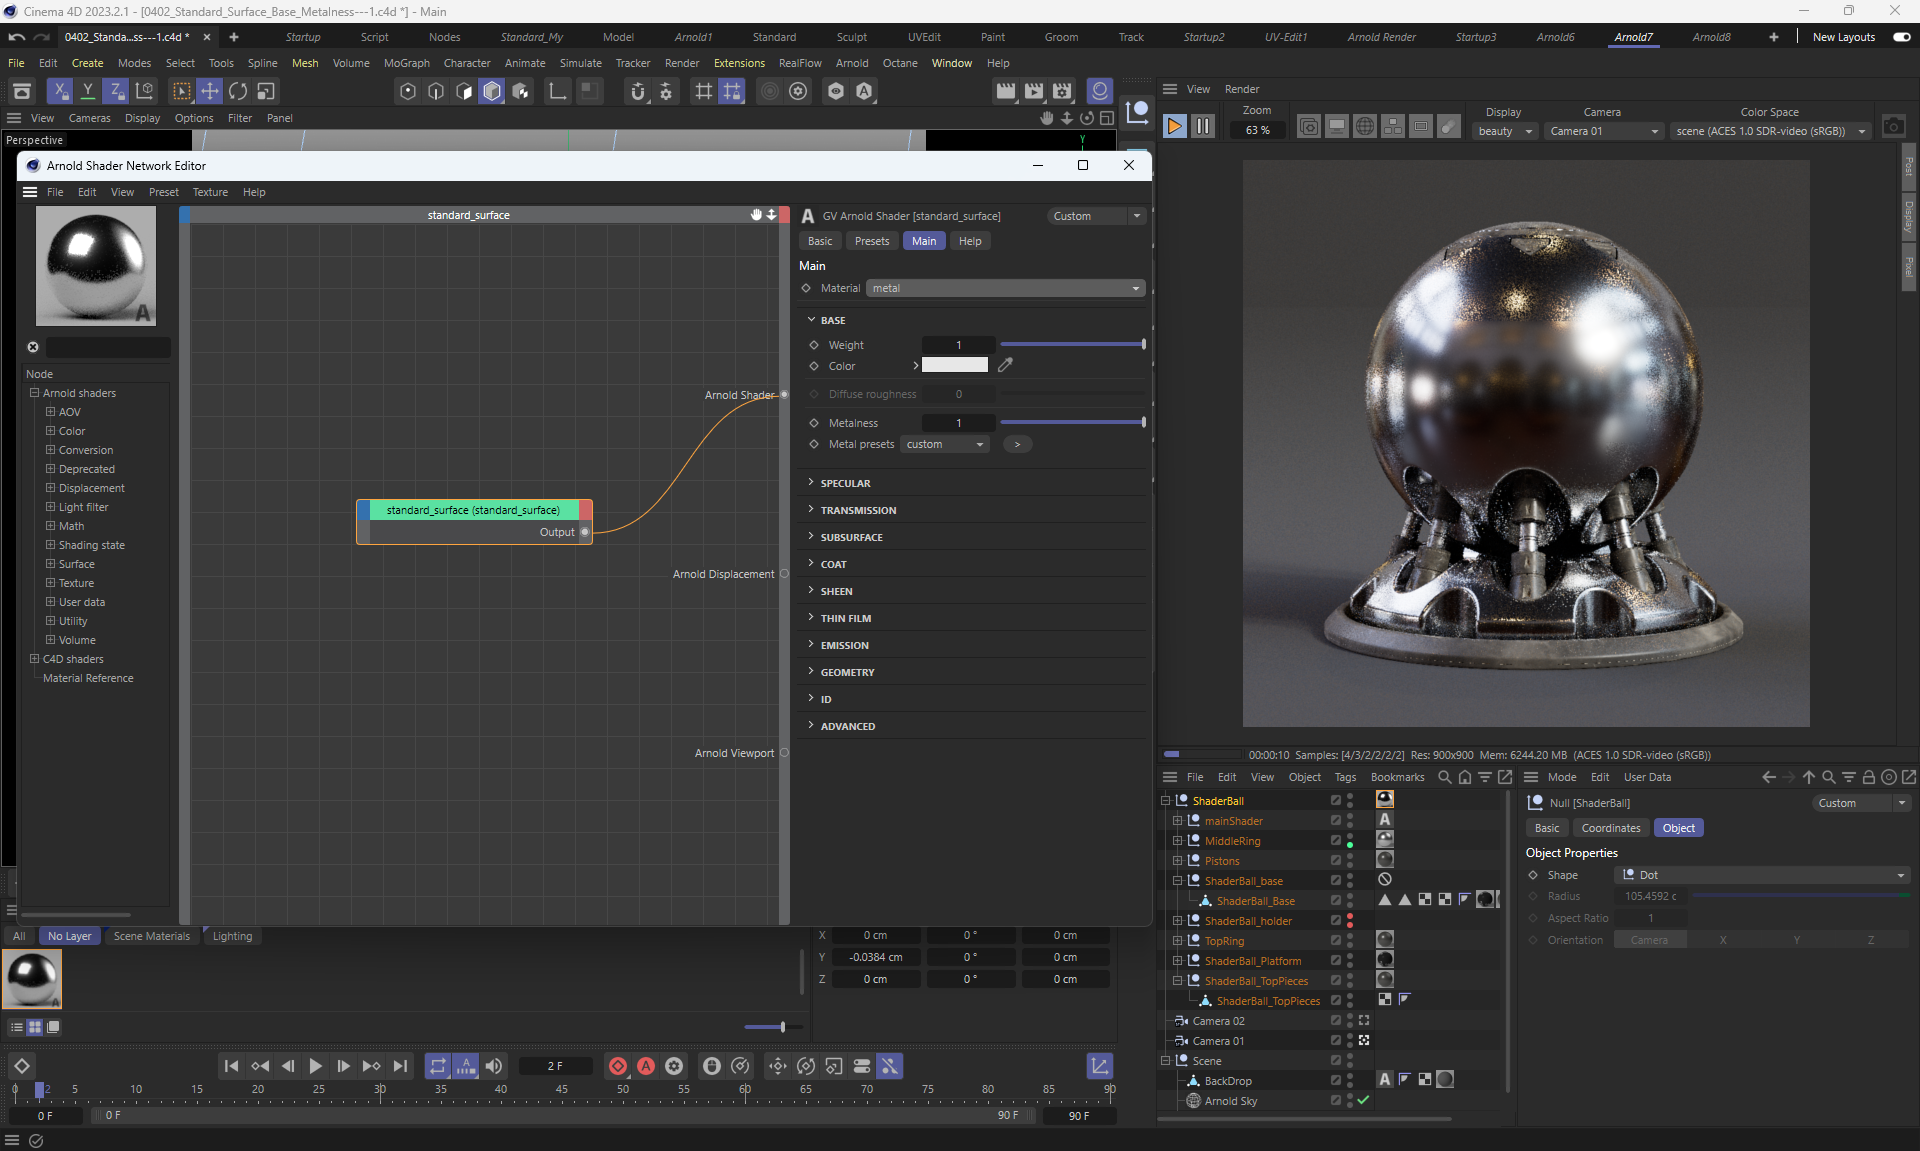 Cinema 4D 2023.2.1 - [0402_Standard_Surface_Base_Metalness---1.c4d *] - Main
0402_Standa...ss---1.c4d *
Startup Script Nodes Standard_My Model Arnold1 Standard Sculpt UVEdit Paint Groom Track Startup2 UV-Edit1 Arnold Render Startup3 Arnold6 Arnold7 Arnold8 New Layouts
File Edit Create Modes Select Tools Spline Mesh Volume MoGraph Character Animate Simulate Tracker Render Extensions RealFlow Arnold Octane Window Help
X Y Z
View Cameras Display Options Filter Panel
Perspective
Y
View Render
Zoom
63 %
Display
beauty
Camera
Camera 01
Color Space
scene (ACES 1.0 SDR-video (sRGB))
Post
Display
Pixel
Arnold Shader Network Editor
File Edit View Preset Texture Help
A
Node
Arnold shaders
AOV
Color
Conversion
Deprecated
Displacement
Light filter
Math
Shading state
Surface
Texture
User data
Utility
Volume
C4D shaders
Material Reference
standard_surface
Arnold Shader
standard_surface (standard_surface)
Output
Arnold Displacement
Arnold Viewport
GV Arnold Shader [standard_surface]
Custom
Basic Presets Main Help
Main
Material metal
BASE
Weight 1
Color
Diffuse roughness 0
Metalness 1
Metal presets custom >
SPECULAR
TRANSMISSION
SUBSURFACE
COAT
SHEEN
THIN FILM
EMISSION
GEOMETRY
ID
ADVANCED
00:00:10 Samples: [4/3/2/2/2/2] Res: 900x900 Mem: 6244.20 MB (ACES 1.0 SDR-video (sRGB))
File Edit View Object Tags Bookmarks
ShaderBall
mainShader
MiddleRing
Pistons
ShaderBall_base
ShaderBall_Base
ShaderBall_holder
TopRing
ShaderBall_Platform
ShaderBall_TopPieces
ShaderBall_TopPieces
Camera 02
Camera 01
Scene
BackDrop
Arnold Sky
Mode Edit User Data
Null [ShaderBall]
Custom
Basic Coordinates Object
Object Properties
Shape Dot
Radius 105.4592 c
Aspect Ratio 1
Orientation Camera X Y Z
All No Layer Scene Materials Lighting
X 0 cm 0 ° 0 cm
Y -0.0384 cm 0 ° 0 cm
Z 0 cm 0 ° 0 cm
2 F
0 2 5 10 15 20 25 30 35 40 45 50 55 60 65 70 75 80 85 90
0 F 0 F 90 F 90 F